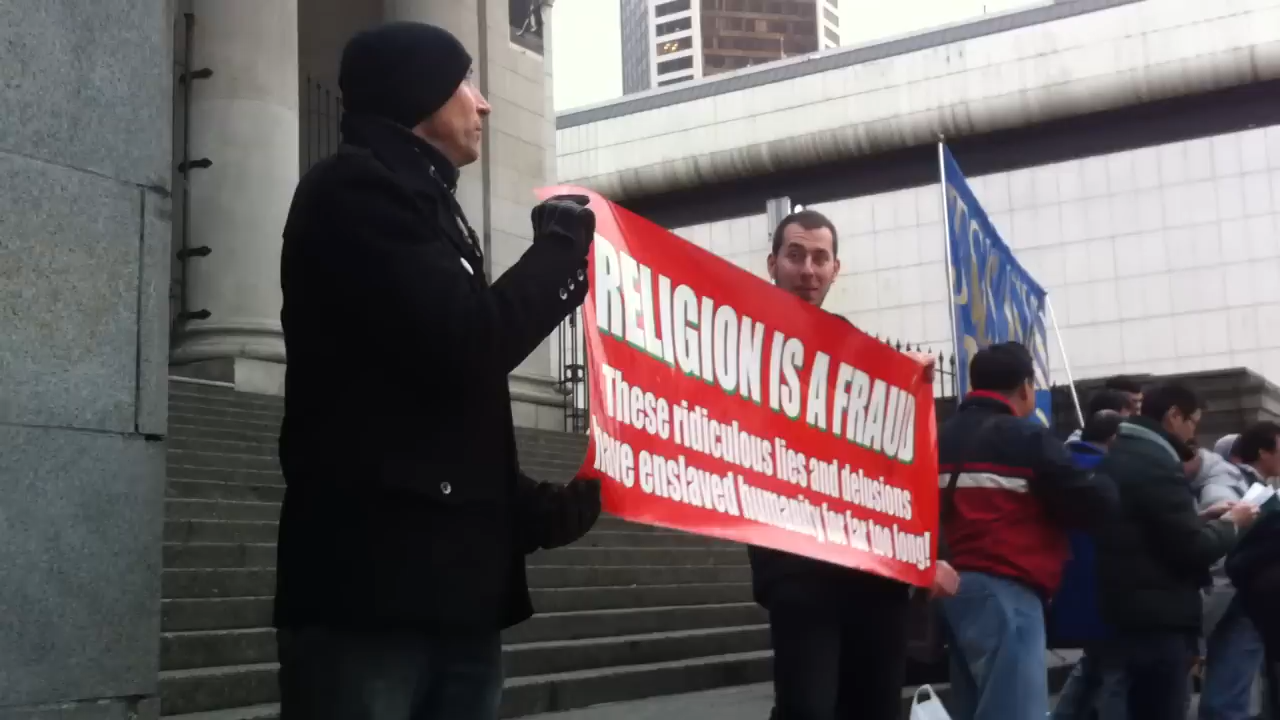 RELIGION IS A FRAUD
These ridiculous lies and delusions
have enslaved humanity for far too long!